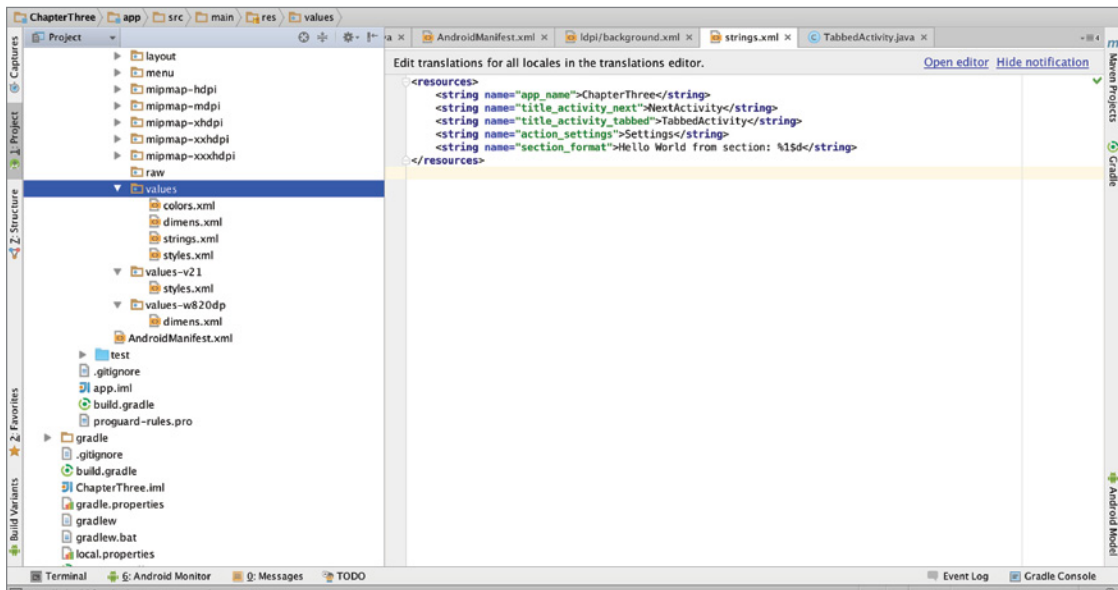 ChapterThree app src main res values
Project
a × AndroidManifest.xml × ldpi/background.xml × strings.xml × TabbedActivity.java ×
Captures
1: Project
Z: Structure
2: Favorites
Build Variants
layout
menu
mipmap-hdpi
mipmap-mdpi
mipmap-xhdpi
mipmap-xxhdpi
mipmap-xxxhdpi
raw
values
colors.xml
dimens.xml
strings.xml
styles.xml
values-v21
styles.xml
values-w820dp
dimens.xml
AndroidManifest.xml
test
.gitignore
app.iml
build.gradle
proguard-rules.pro
gradle
.gitignore
build.gradle
ChapterThree.iml
gradle.properties
gradlew
gradlew.bat
local.properties
Edit translations for all locales in the translations editor. Open editor Hide notification
<resources>
<string name="app_name">ChapterThree</string>
<string name="title_activity_next">NextActivity</string>
<string name="title_activity_tabbed">TabbedActivity</string>
<string name="action_settings">Settings</string>
<string name="section_format">Hello World from section: %1$d</string>
</resources>
m Maven Projects
Gradle
Android Model
Terminal 6: Android Monitor 0: Messages TODO Event Log Gradle Console